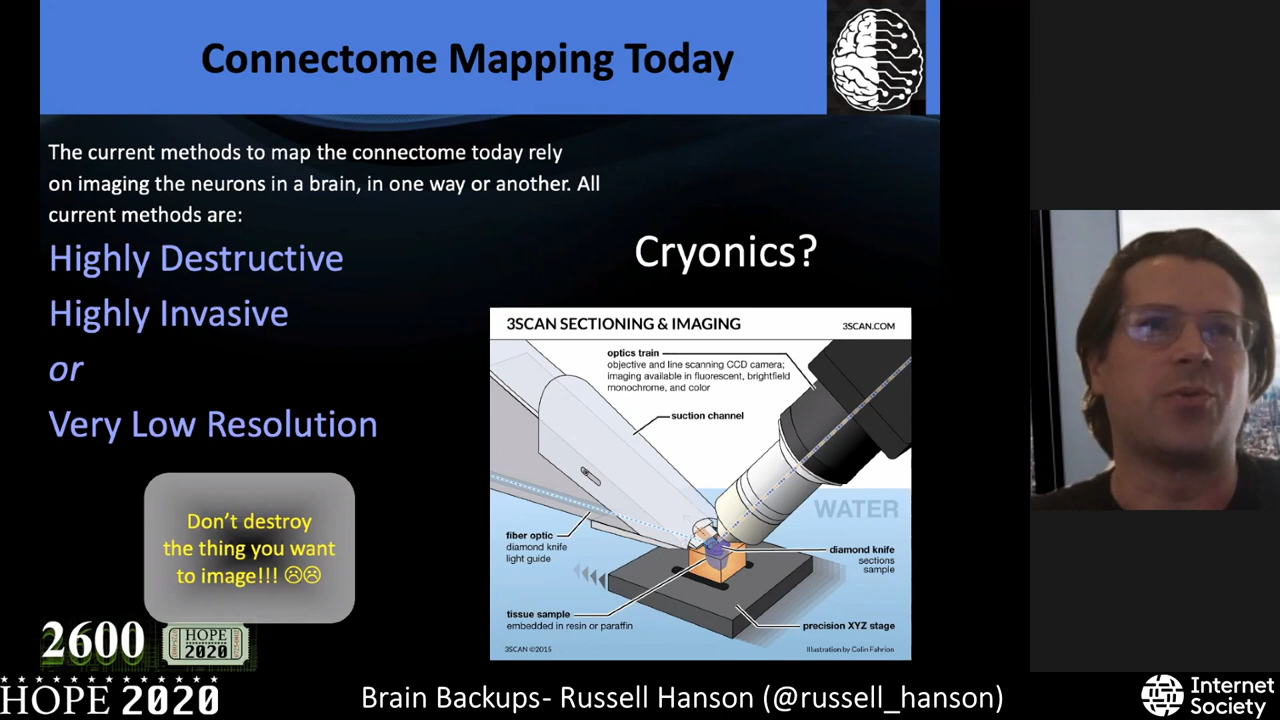 Connectome Mapping Today
The current methods to map the connectome today rely
on imaging the neurons in a brain, in one way or another. All
current methods are:
Highly Destructive
Highly Invasive
or
Very Low Resolution
Don't destroy
the thing you want
to image!!! ☹☹
Cryonics?
3SCAN SECTIONING & IMAGING
3SCAN.COM
optics train
objective and line scanning CCD camera;
imaging available in fluorescent, brightfield
monochrome, and color
suction channel
WATER
fiber optic
diamond knife
light guide
diamond knife
sections
sample
tissue sample
embedded in resin or paraffin
precision XYZ stage
3SCAN ©2015
Illustration by Colin Fahrion
2600
HOPE
2020
HOPE 2020
Brain Backups- Russell Hanson (@russell_hanson)
Internet
Society